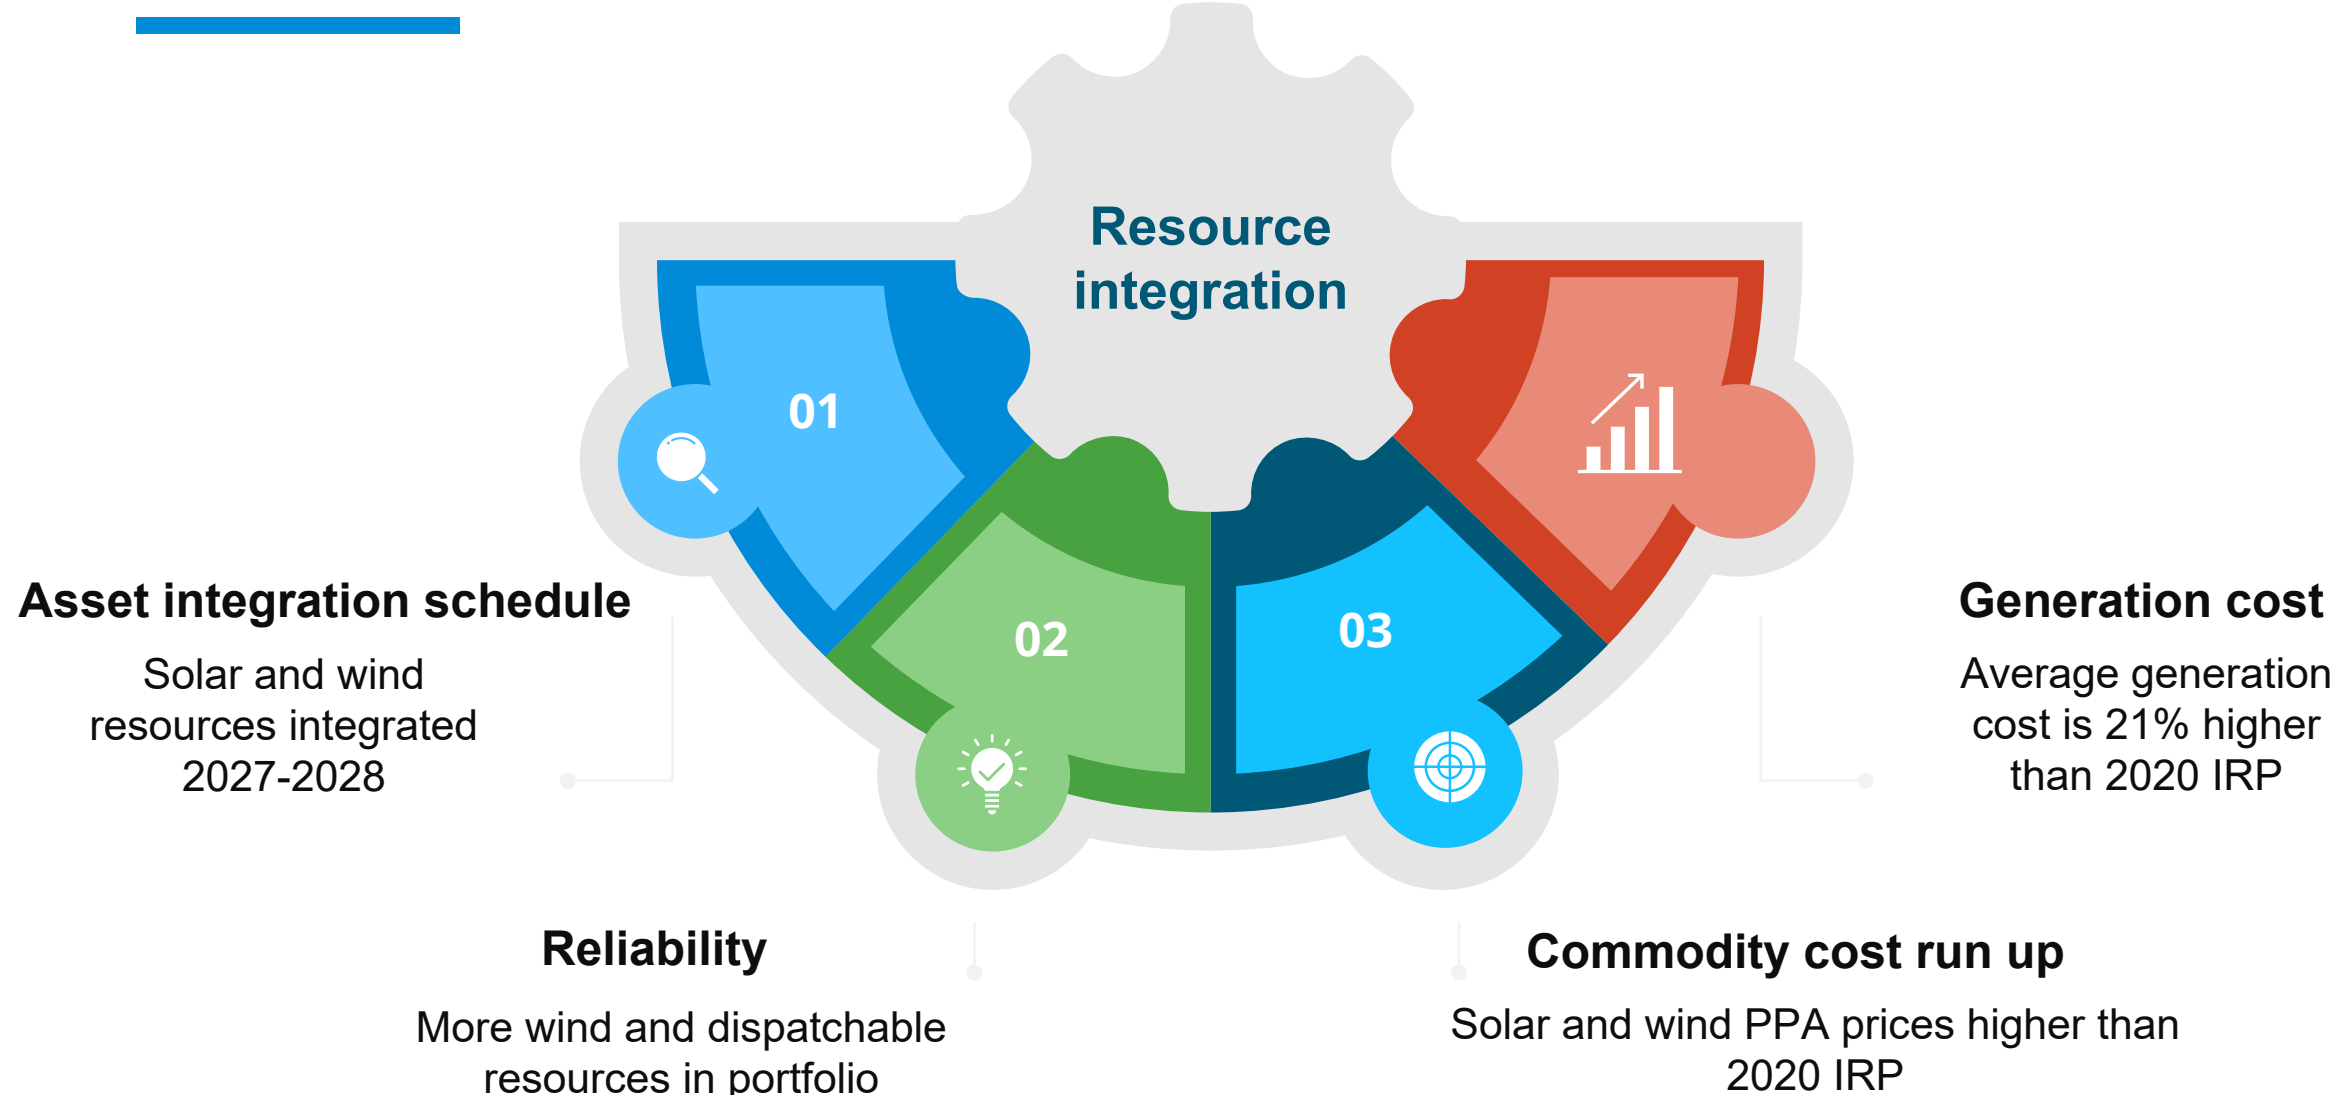 Resource
integration
01
02
03
Asset integration schedule
Solar and wind
resources integrated
2027-2028
Reliability
More wind and dispatchable
resources in portfolio
Commodity cost run up
Solar and wind PPA prices higher than
2020 IRP
Generation cost
Average generation
cost is 21% higher
than 2020 IRP